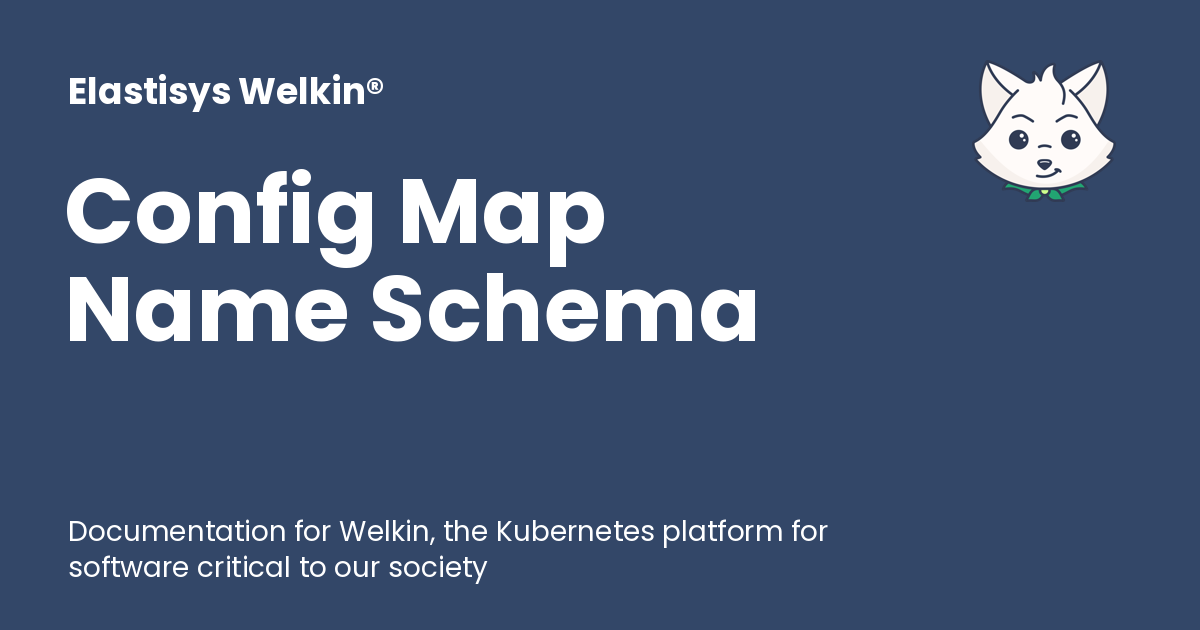 Elastisys Welkin®
Config Map
Name Schema
Documentation for Welkin, the Kubernetes platform for
software critical to our society